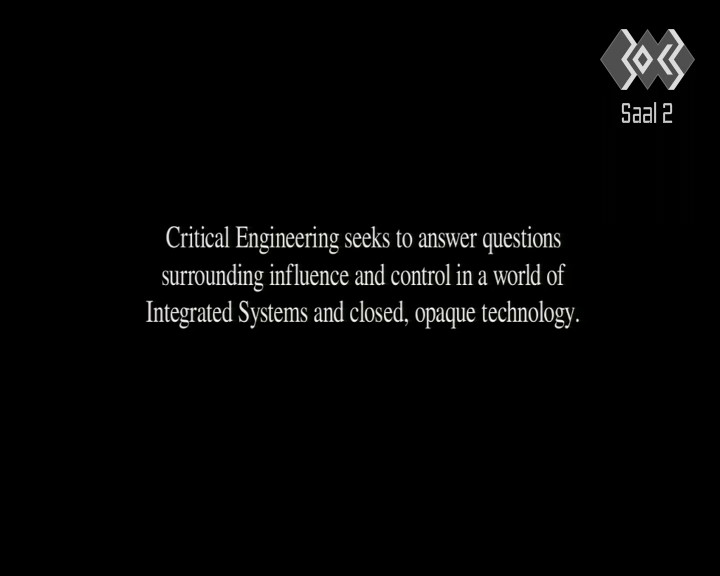 Saal 2
Critical Engineering seeks to answer questions
surrounding influence and control in a world of
Integrated Systems and closed, opaque technology.